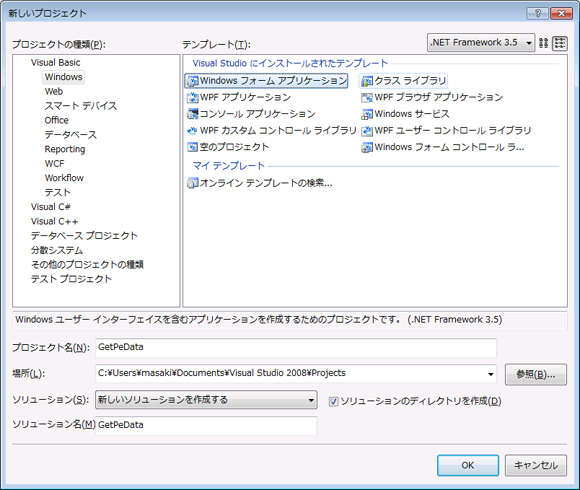 新しいプロジェクト
プロジェクトの種類(P):
テンプレート(T):
.NET Framework 3.5
Visual Basic
Windows
Web
スマート デバイス
Office
データベース
Reporting
WCF
Workflow
テスト
Visual C#
Visual C++
データベース プロジェクト
分散システム
その他のプロジェクトの種類
テスト プロジェクト
Visual Studio にインストールされたテンプレート
Windows フォーム アプリケーション
クラス ライブラリ
WPF アプリケーション
WPF ブラウザ アプリケーション
コンソール アプリケーション
Windows サービス
WPF カスタム コントロール ライブラリ
WPF ユーザー コントロール ライブラリ
空のプロジェクト
Windows フォーム コントロール ラ...
マイ テンプレート
オンライン テンプレートの検索...
Windows ユーザー インターフェイスを含むアプリケーションを作成するためのプロジェクトです。 (.NET Framework 3.5)
プロジェクト名(N):
GetPeData
場所(L):
C:¥Users¥masaki¥Documents¥Visual Studio 2008¥Projects
参照(B)...
ソリューション(S):
新しいソリューションを作成する
ソリューションのディレクトリを作成(D)
ソリューション名(M)
GetPeData
OK
キャンセル